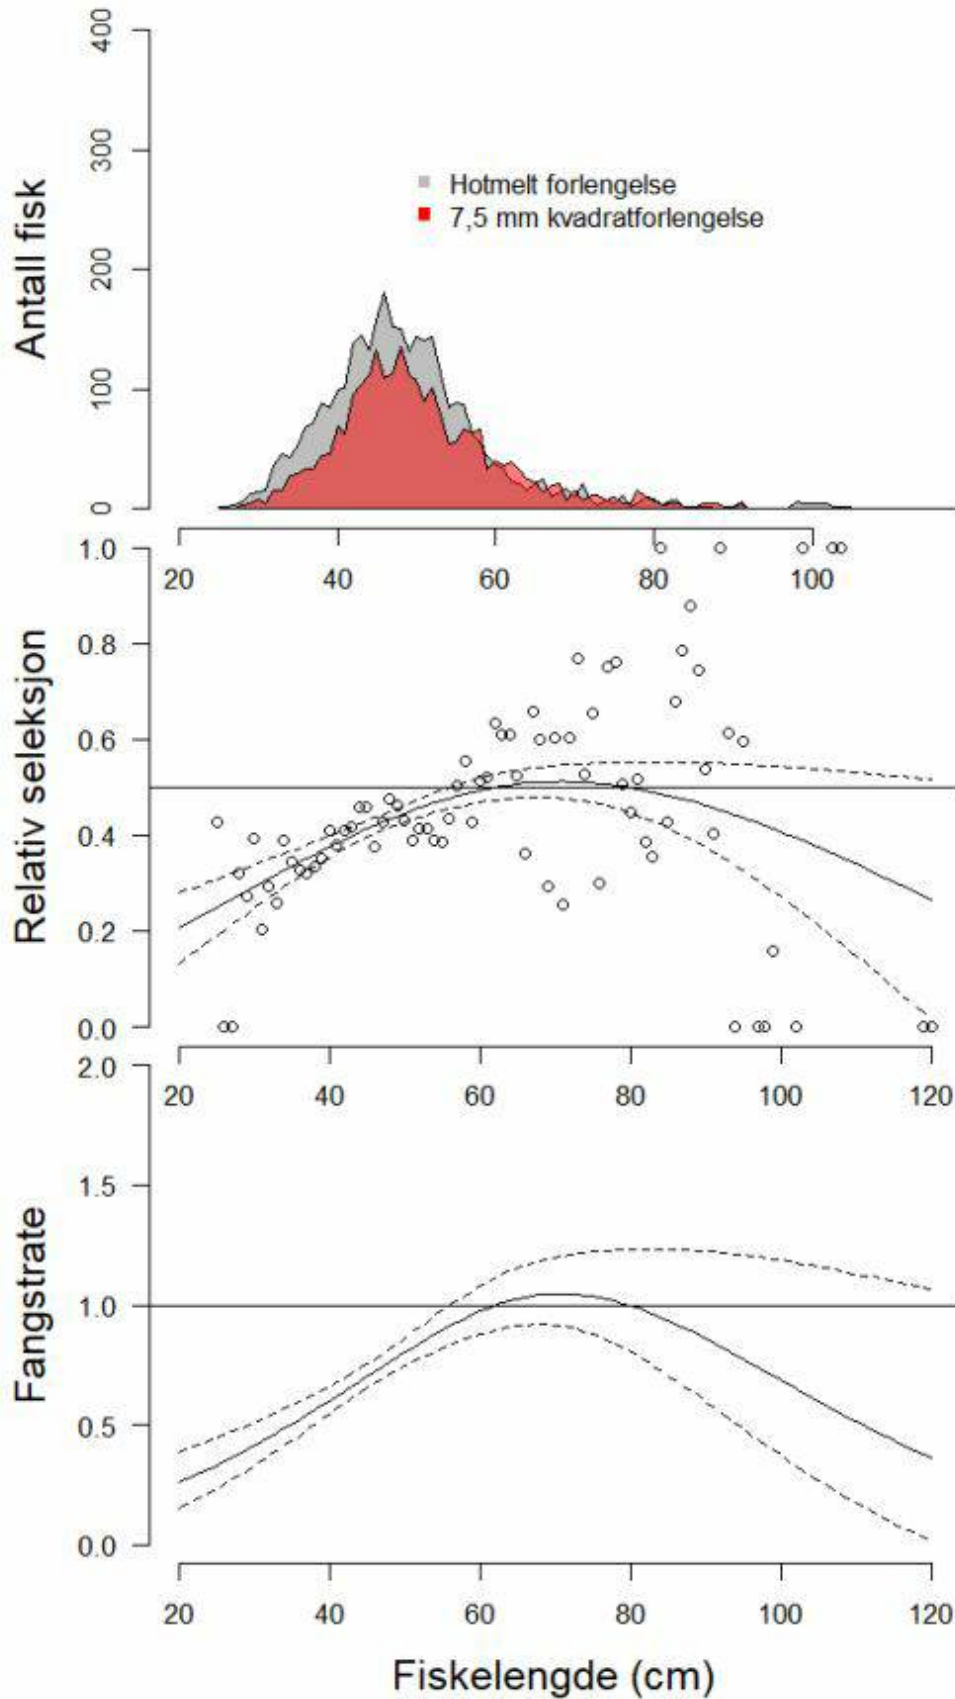 Antall fisk
400
300
200
100
0
Hotmelt forlengelse
7,5 mm kvadratforlengelse
20 40 60 80 100
Relativ seleksjon
1.0
0.8
0.6
0.4
0.2
0.0
20 40 60 80 100 120
Fangstrate
2.0
1.5
1.0
0.5
0.0
20 40 60 80 100 120
Fiskelengde (cm)